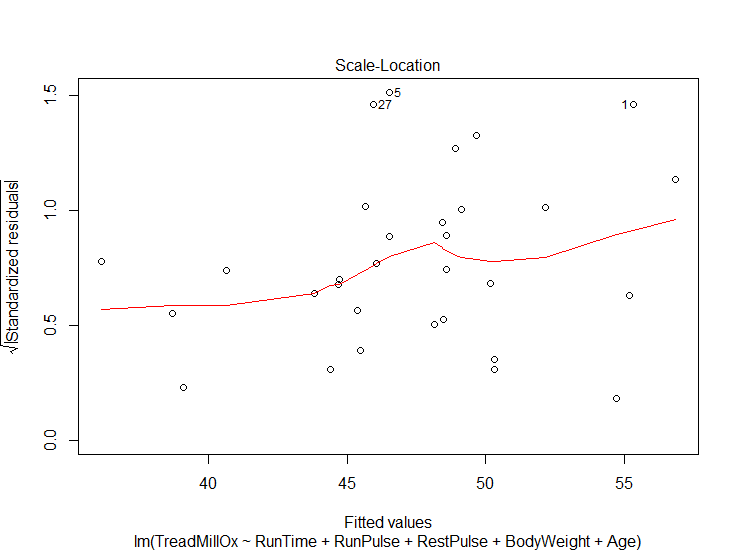 Scale-Location
√|Standardized residuals|
1.5
1.0
0.5
0.0
5
27
1
40
45
50
55
Fitted values
lm(TreadMillOx ~ RunTime + RunPulse + RestPulse + BodyWeight + Age)